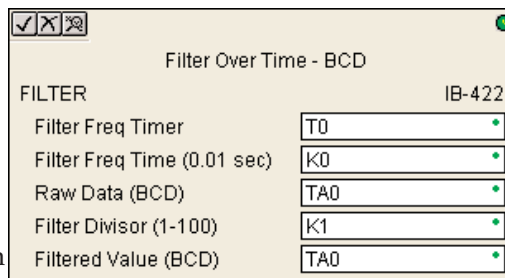 Filter Over Time - BCD
FILTER IB-422
Filter Freq Timer T0
Filter Freq Time (0.01 sec) K0
Raw Data (BCD) TA0
Filter Divisor (1-100) K1
Filtered Value (BCD) TA0